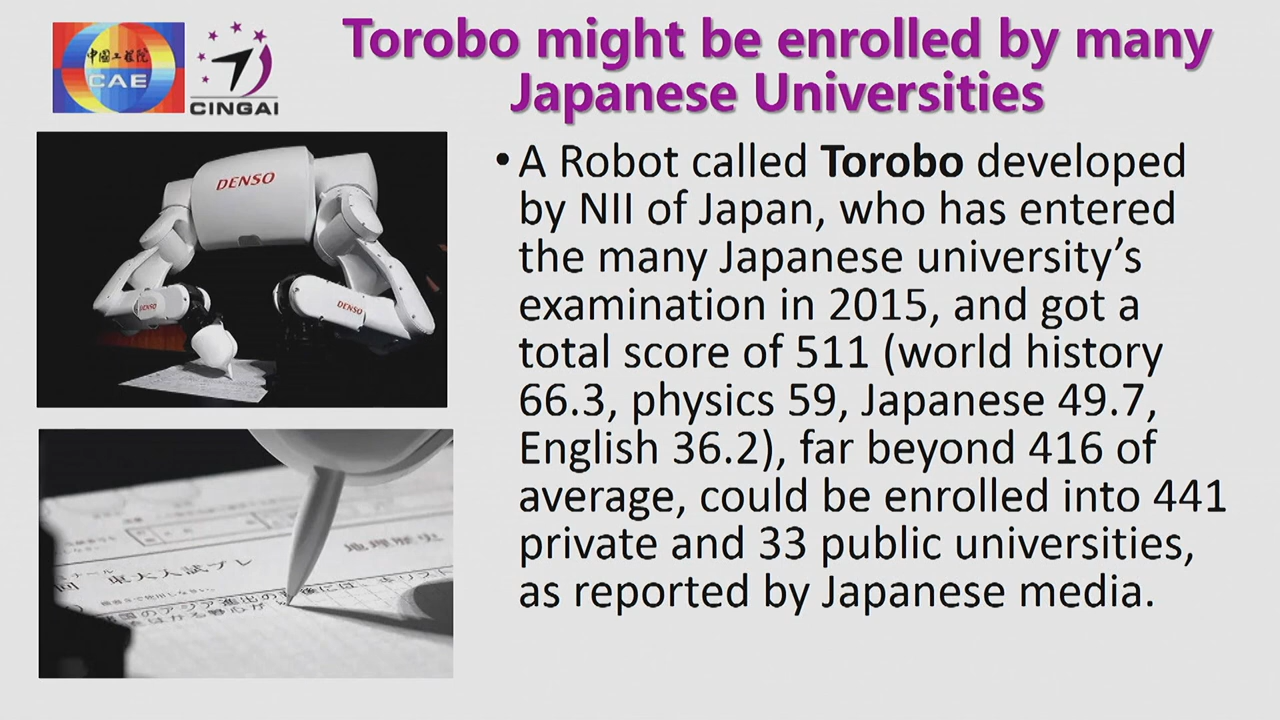 中國工程院
CAE
CINGAI
Torobo might be enrolled by many
Japanese Universities
DENSO
DENSO
DENSO
• A Robot called Torobo developed
by NII of Japan, who has entered
the many Japanese university's
examination in 2015, and got a
total score of 511 (world history
66.3, physics 59, Japanese 49.7,
English 36.2), far beyond 416 of
average, could be enrolled into 441
private and 33 public universities,
as reported by Japanese media.
地理歴史
東大入試プレ